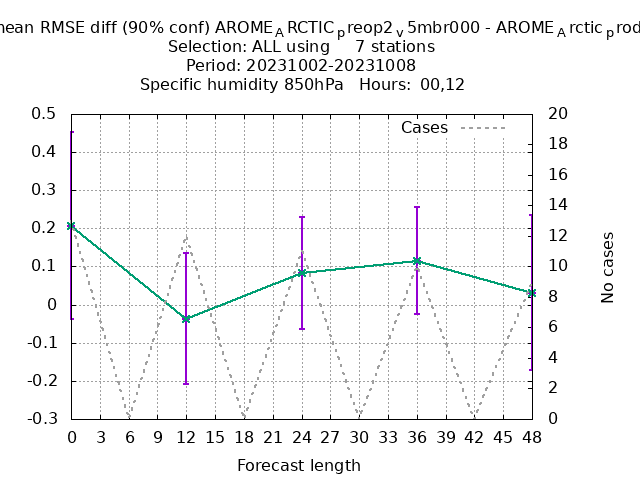 mean RMSE diff (90% conf) AROME_ARCTIC_preop2_v5mbr000 - AROME_Arctic_prod
Selection: ALL using 7 stations
Period: 20231002-20231008
Specific humidity 850hPa Hours: 00,12
Cases
0.5
0.4
0.3
0.2
0.1
0
-0.1
-0.2
-0.3
20
18
16
14
12
10
8
6
4
2
0
No cases
0 3 6 9 12 15 18 21 24 27 30 33 36 39 42 45 48
Forecast length